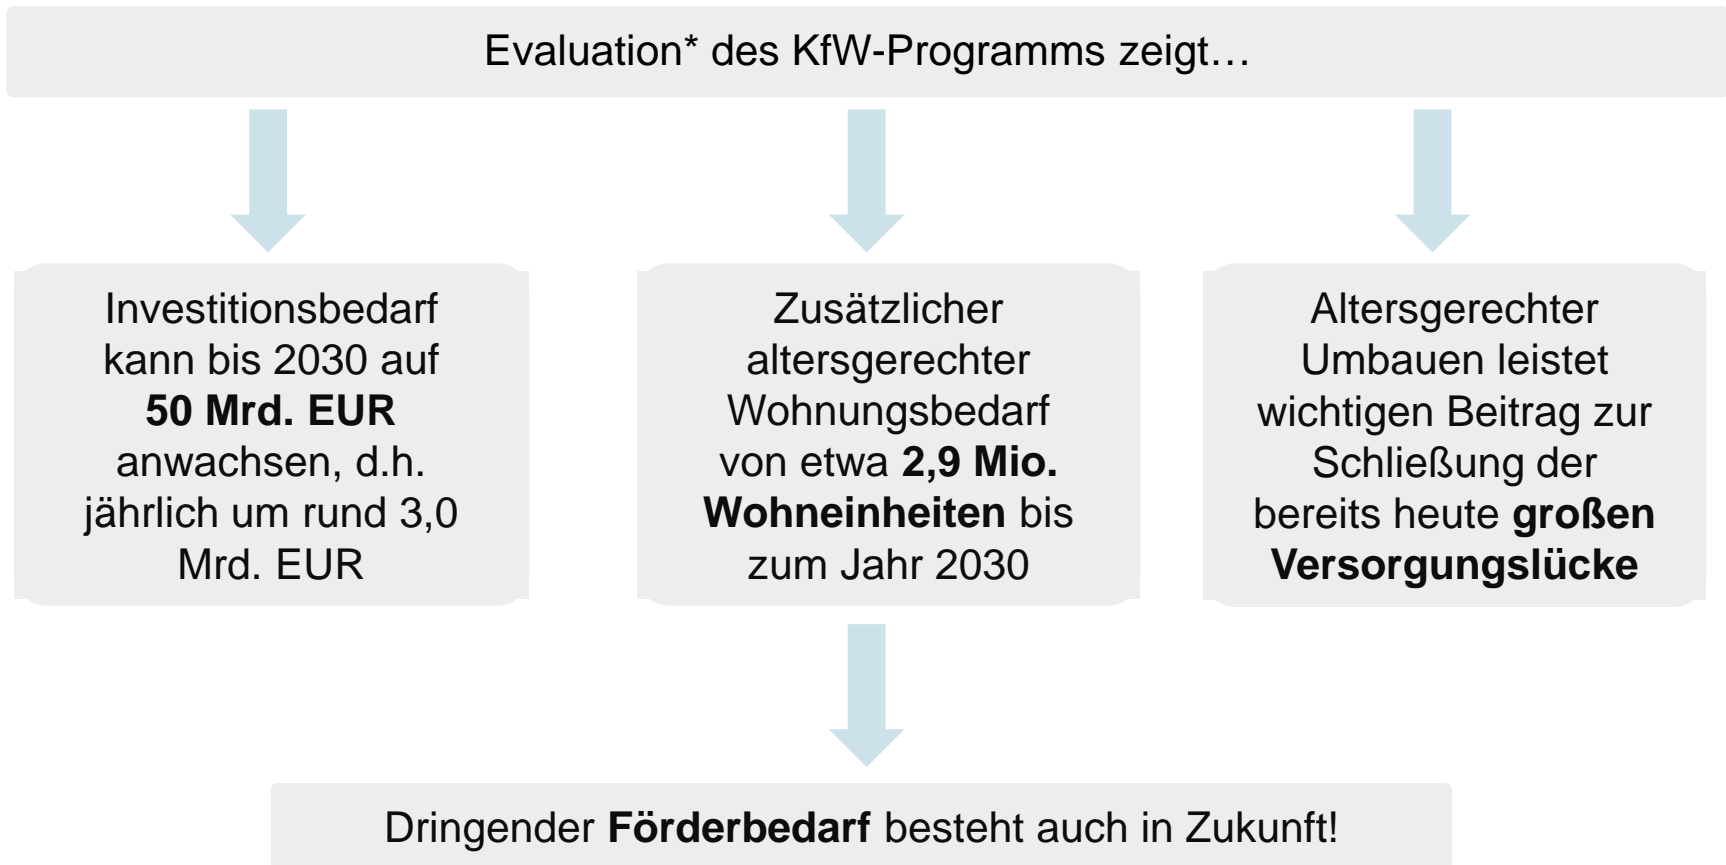 Evaluation* des KfW-Programms zeigt…
Investitionsbedarf
kann bis 2030 auf
50 Mrd. EUR
anwachsen, d.h.
jährlich um rund 3,0
Mrd. EUR
Zusätzlicher
altersgerechter
Wohnungsbedarf
von etwa 2,9 Mio.
Wohneinheiten bis
zum Jahr 2030
Altersgerechter
Umbauen leistet
wichtigen Beitrag zur
Schließung der
bereits heute großen
Versorgungslücke
Dringender Förderbedarf besteht auch in Zukunft!